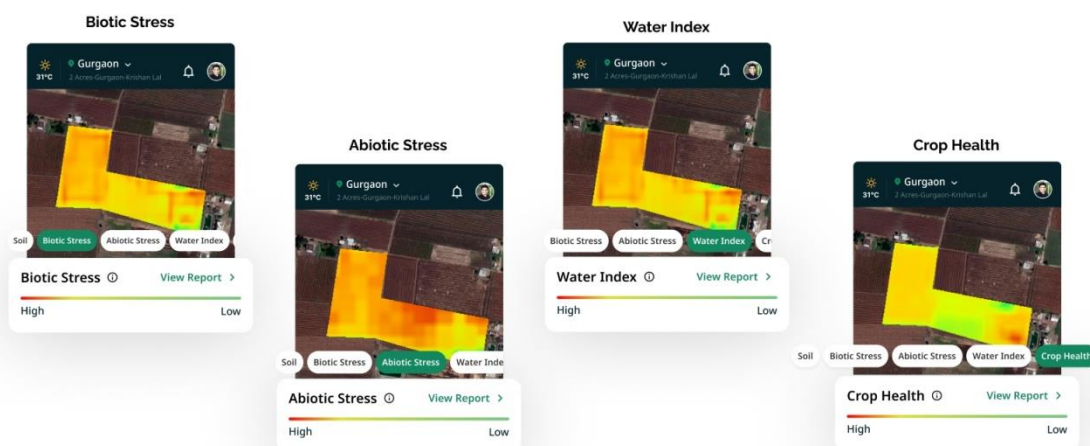 Biotic Stress
Gurgaon
31°C
2 Acres-Gurgaon-Krishan Lal
Soil Biotic Stress Abiotic Stress Water Index
Biotic Stress View Report >
High Low
Abiotic Stress
Gurgaon
31°C
2 Acres-Gurgaon-Krishan Lal
Soil Biotic Stress Abiotic Stress Water Inde
Abiotic Stress View Report >
High Low
Water Index
Gurgaon
31°C
2 Acres-Gurgaon-Krishan Lal
Biotic Stress Abiotic Stress Water Index Cr
Water Index View Report >
High Low
Crop Health
Gurgaon
31°C
2 Acres-Gurgaon-Krishan Lal
Soil Biotic Stress Abiotic Stress Water Index Crop Health
Crop Health View Report >
High Low